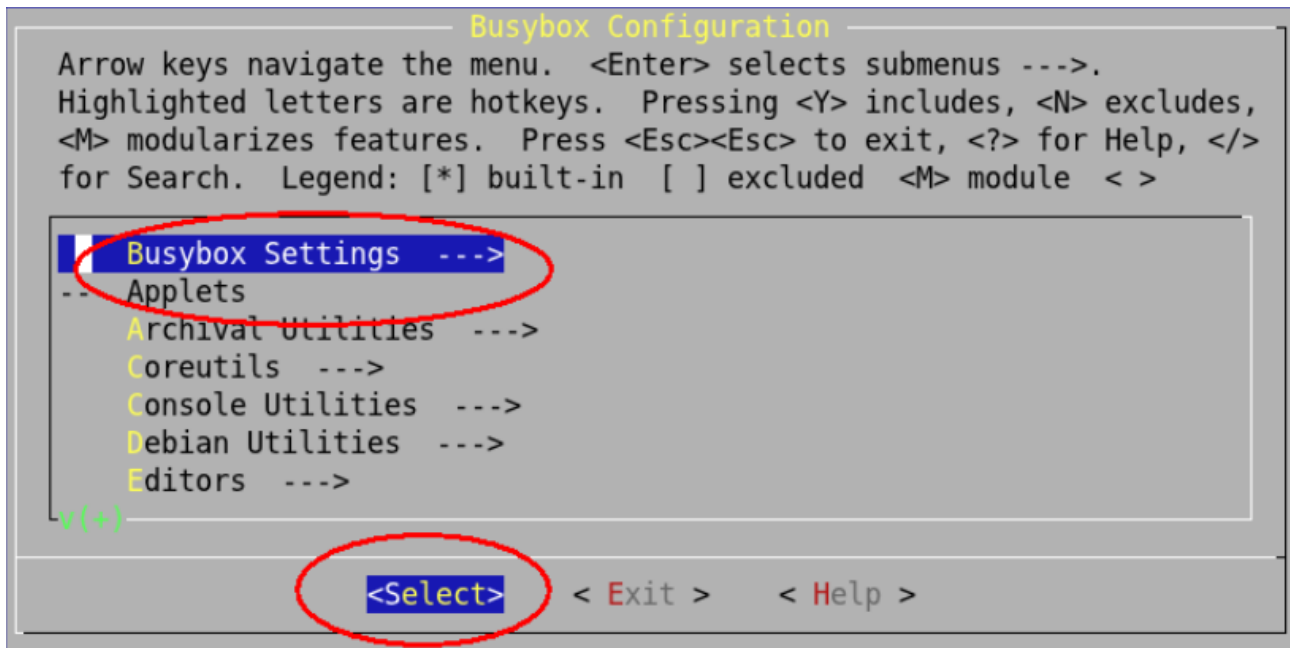 Busybox Configuration
Arrow keys navigate the menu.  <Enter> selects submenus --->.
Highlighted letters are hotkeys.  Pressing <Y> includes, <N> excludes,
<M> modularizes features.  Press <Esc><Esc> to exit, <?> for Help, </>
for Search.  Legend: [*] built-in  [ ] excluded  <M> module  < >
Busybox Settings  --->
--- Applets
Archival Utilities  --->
Coreutils  --->
Console Utilities  --->
Debian Utilities  --->
Editors  --->
v(+)
<Select>    < Exit >    < Help >